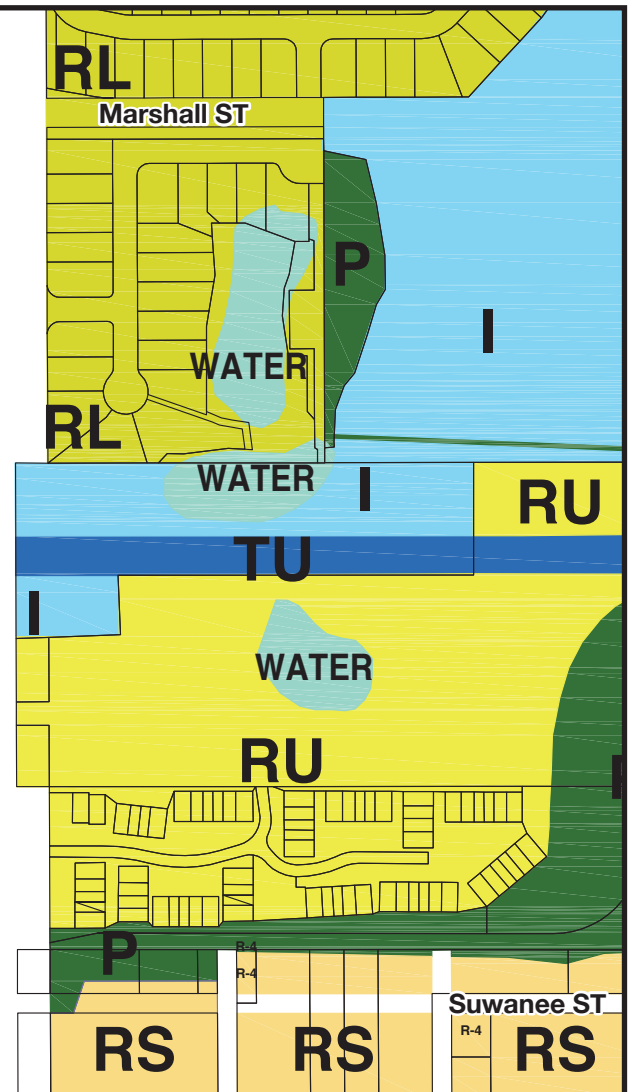 RL
Marshall ST
P
I
WATER
RL
WATER
I
RU
TU
I
WATER
RU
P
R-4
R-4
Suwanee ST
R-4
RS
RS
RS